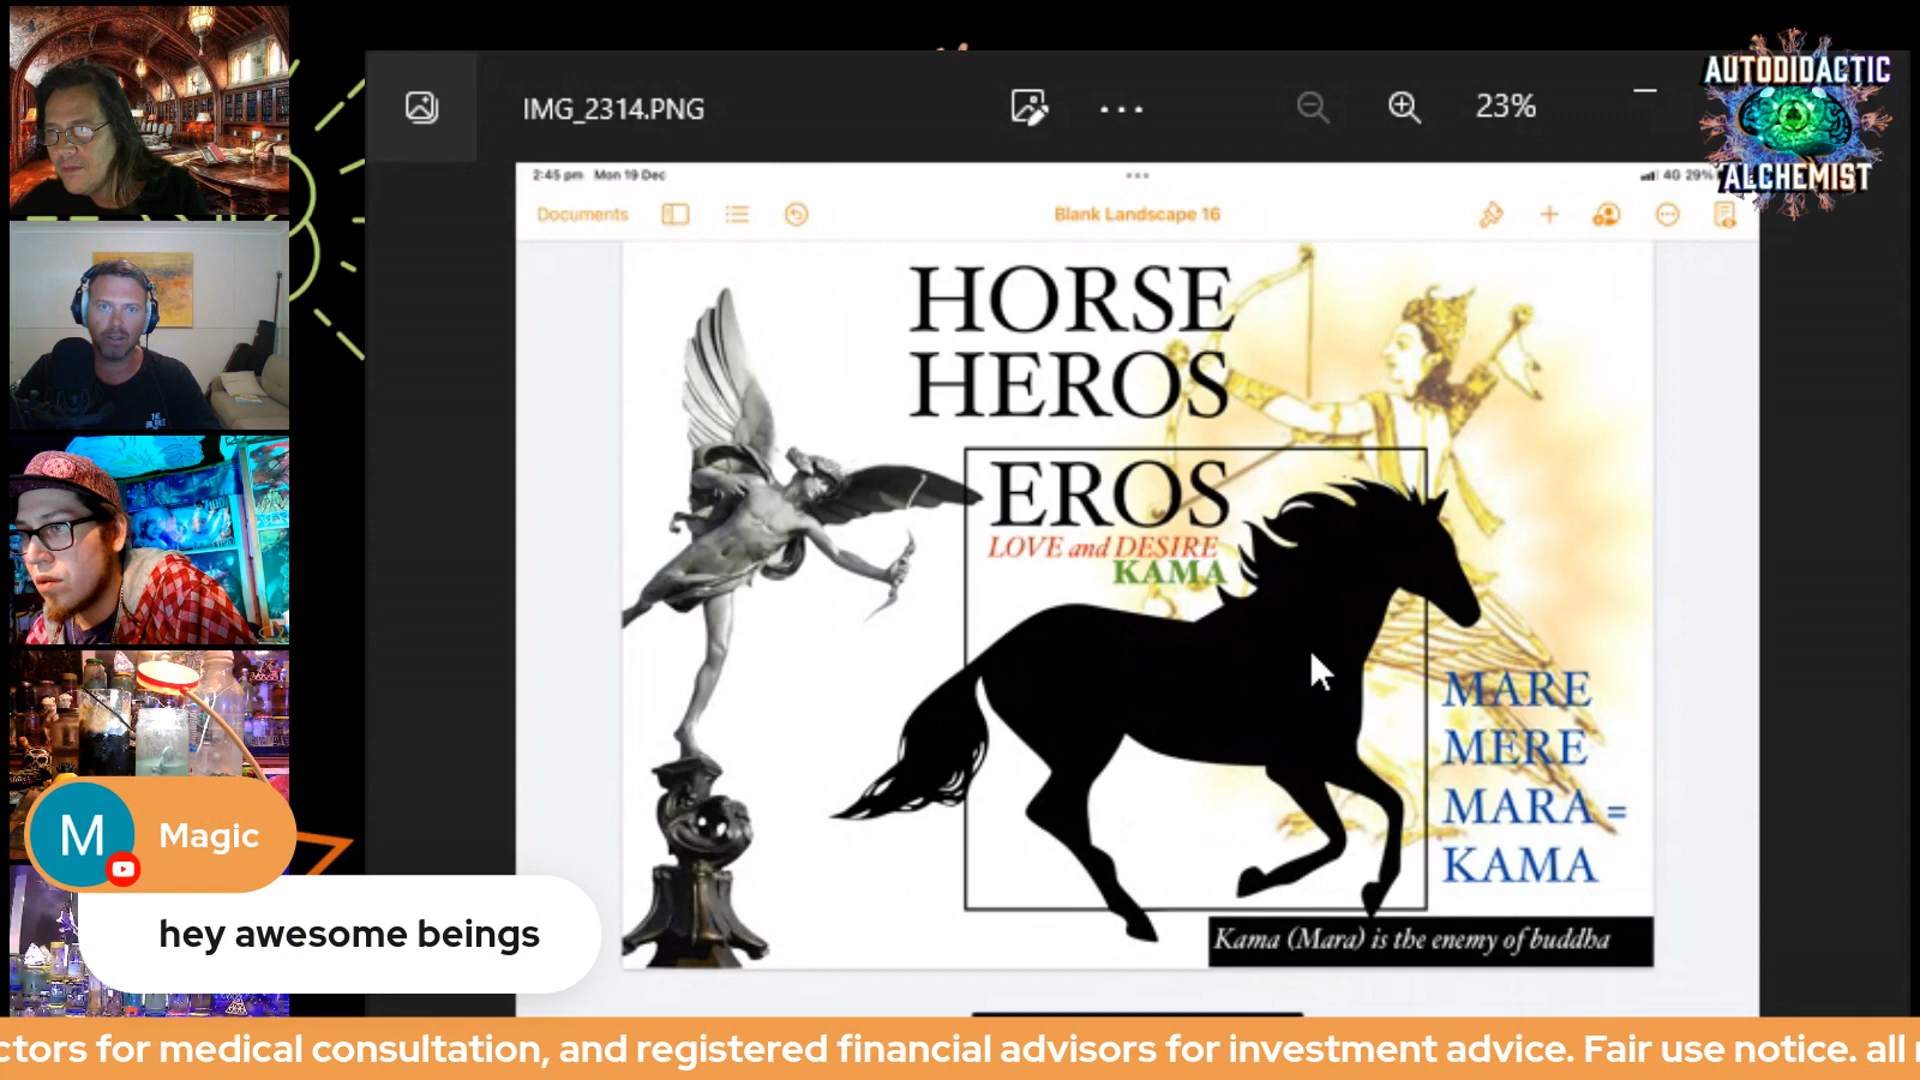 IMG_2314.PNG
23%
AUTODIDACTIC
ALCHEMIST
2:45 pm Mon 19 Dec
4G 29%
Documents
Blank Landscape 16
HORSE
HEROS
EROS
LOVE and DESIRE
KAMA
MARE
MERE
MARA =
KAMA
Kama (Mara) is the enemy of buddha
M
Magic
hey awesome beings
ctors for medical consultation, and registered financial advisors for investment advice. Fair use notice. all